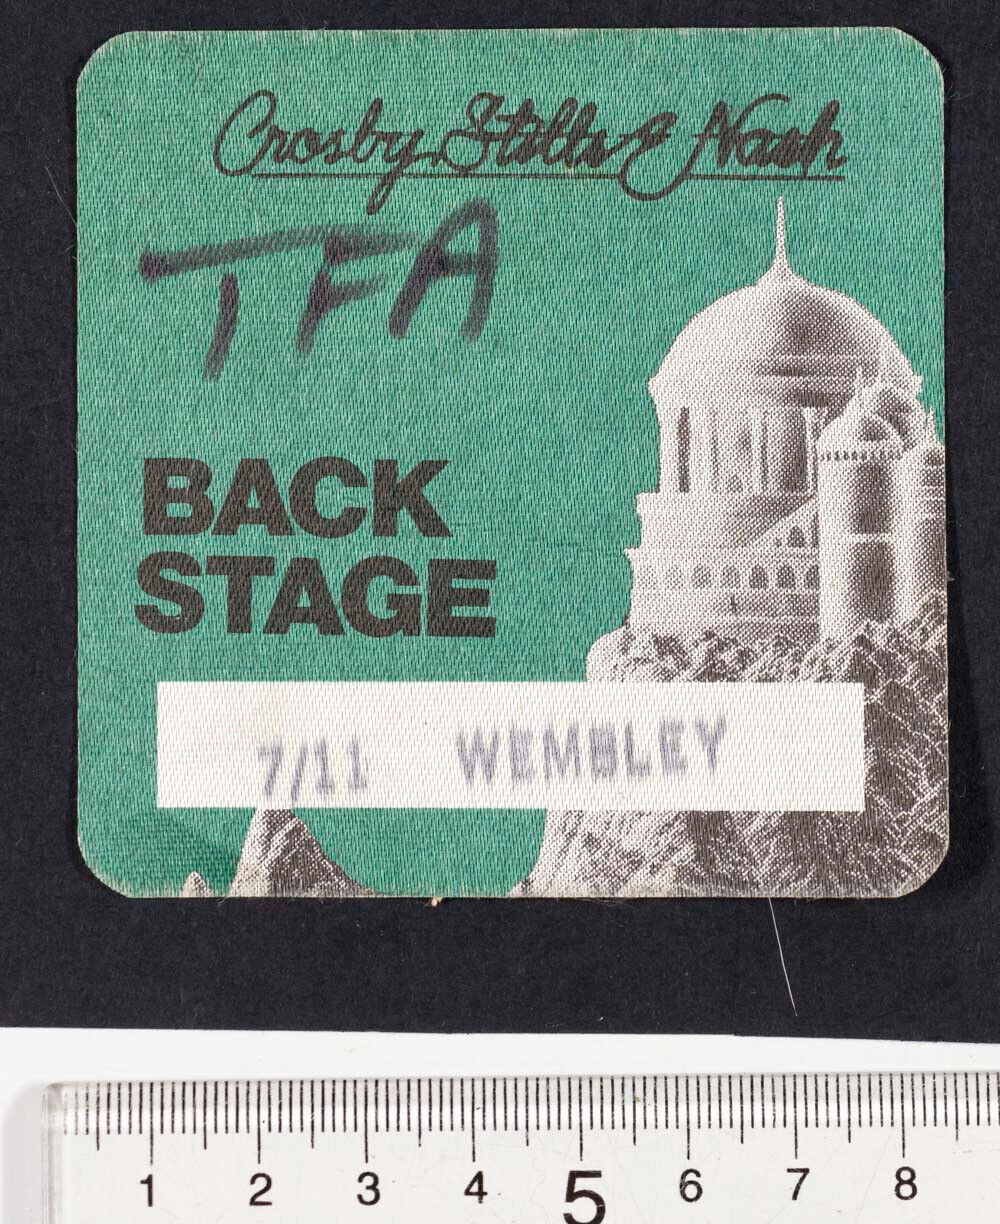 Crosby, Stills & Nash
TFA
BACK
STAGE
7/11 WEMBLEY
1 2 3 4 5 6 7 8